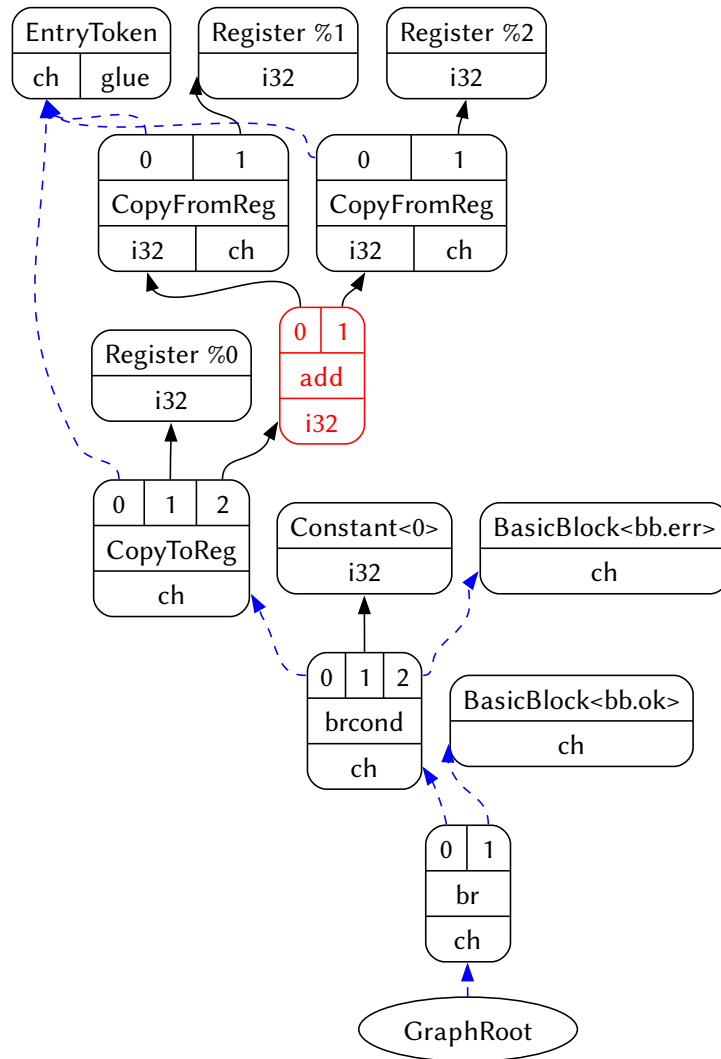 EntryToken
ch glue
Register %1
i32
Register %2
i32
0 1
CopyFromReg
i32 ch
0 1
CopyFromReg
i32 ch
0 1
add
i32
Register %0
i32
0 1 2
CopyToReg
ch
Constant<0>
i32
BasicBlock<bb.err>
ch
0 1 2
brcond
ch
BasicBlock<bb.ok>
ch
0 1
br
ch
GraphRoot